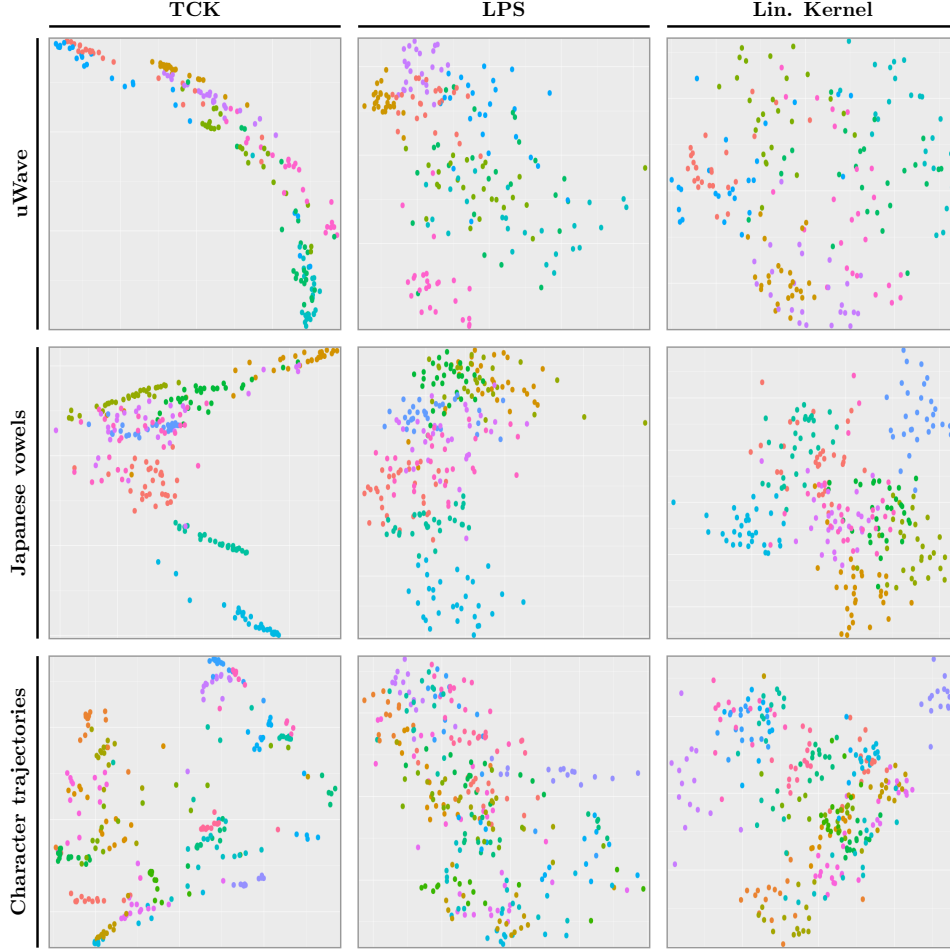 TCK
LPS
Lin. Kernel
uWave
Japanese vowels
Character trajectories